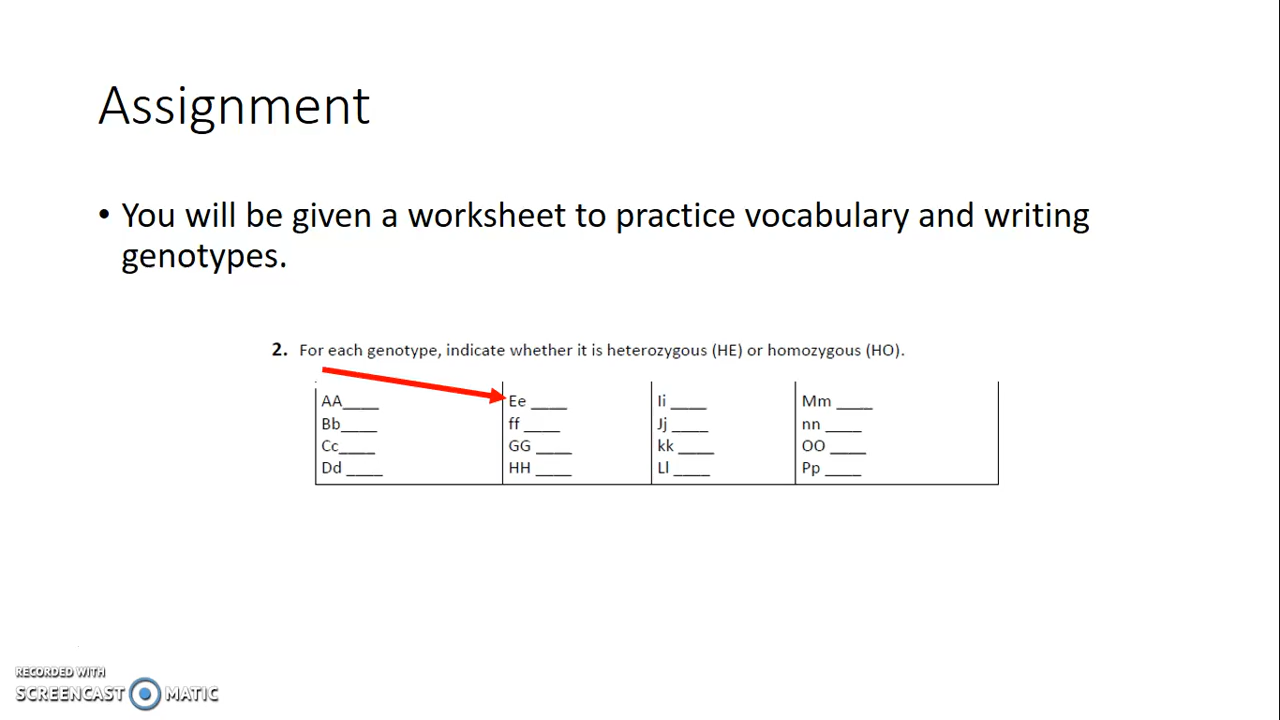 Assignment
• You will be given a worksheet to practice vocabulary and writing
genotypes.
2. For each genotype, indicate whether it is heterozygous (HE) or homozygous (HO).
AA____ Ee ____ Ii ____ Mm ____
Bb____ ff ____ Jj ____ nn ____
Cc____ GG ____ kk ____ OO ____
Dd ____ HH ____ Ll ____ Pp ____
RECORDED WITH
SCREENCAST MATIC